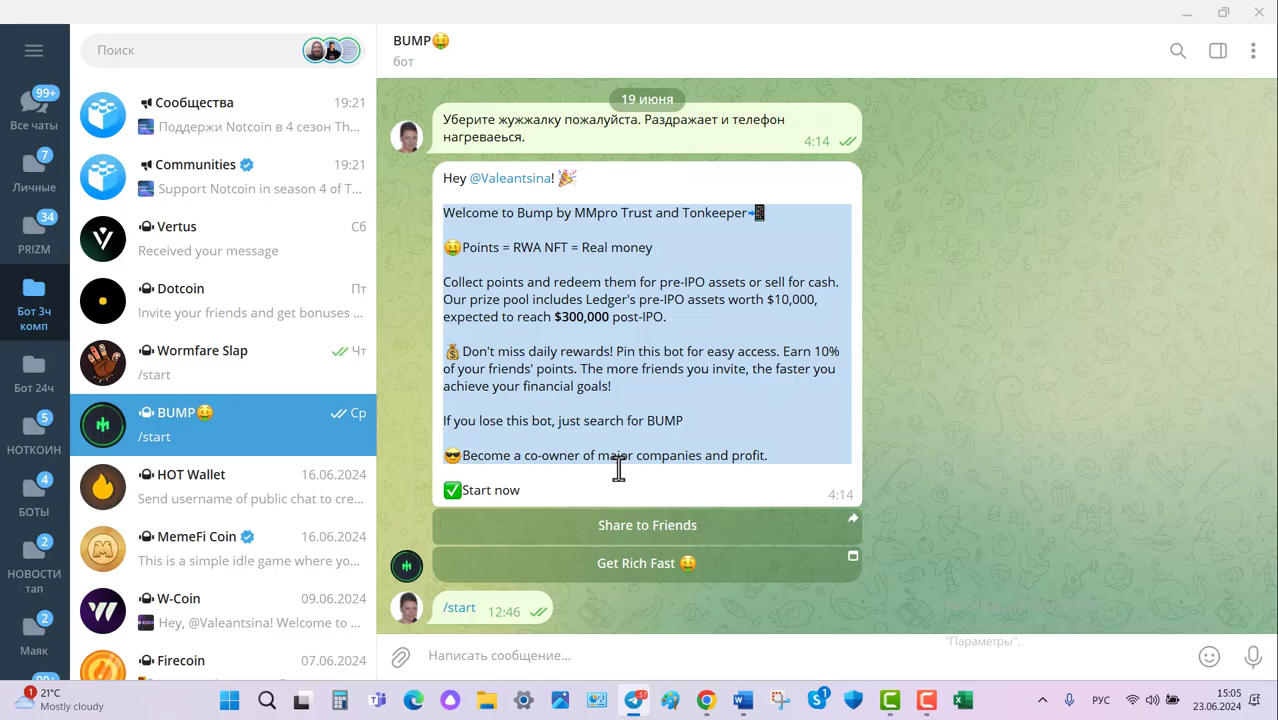 Поиск
BUMP🤑
бот
99+
Все чаты
7
Личные
34
PRIZM
Бот 3ч
комп
Бот 24ч
5
НОТКОИН
4
БОТЫ
2
НОВОСТИ
тап
2
Маяк
99+
Сообщества 19:21
Поддержи Notcoin в 4 сезон Th...
Communities 19:21
Support Notcoin in season 4 of T...
Vertus Сб
Received your message
Dotcoin Пт
Invite your friends and get bonuses ...
Wormfare Slap Чт
/start
BUMP🤑 Ср
/start
HOT Wallet 16.06.2024
Send username of public chat to cre...
MemeFi Coin 16.06.2024
This is a simple idle game where yo...
W-Coin 09.06.2024
Hey, @Valeantsina! Welcome to ...
Firecoin 07.06.2024
19 июня
Уберите жужжалку пожалуйста. Раздражает и телефон
нагреваеься.
4:14
Hey @Valeantsina! 🎉
Welcome to Bump by MMpro Trust and Tonkeeper📲
🤑Points = RWA NFT = Real money
Collect points and redeem them for pre-IPO assets or sell for cash.
Our prize pool includes Ledger's pre-IPO assets worth $10,000,
expected to reach $300,000 post-IPO.
💰Don't miss daily rewards! Pin this bot for easy access. Earn 10%
of your friends' points. The more friends you invite, the faster you
achieve your financial goals!
If you lose this bot, just search for BUMP
😎Become a co-owner of major companies and profit.
✅Start now
4:14
Share to Friends
Get Rich Fast 🤑
/start 12:46
Написать сообщение...
"Параметры".
1
21°C
Mostly cloudy
РУС
15:05
23.06.2024